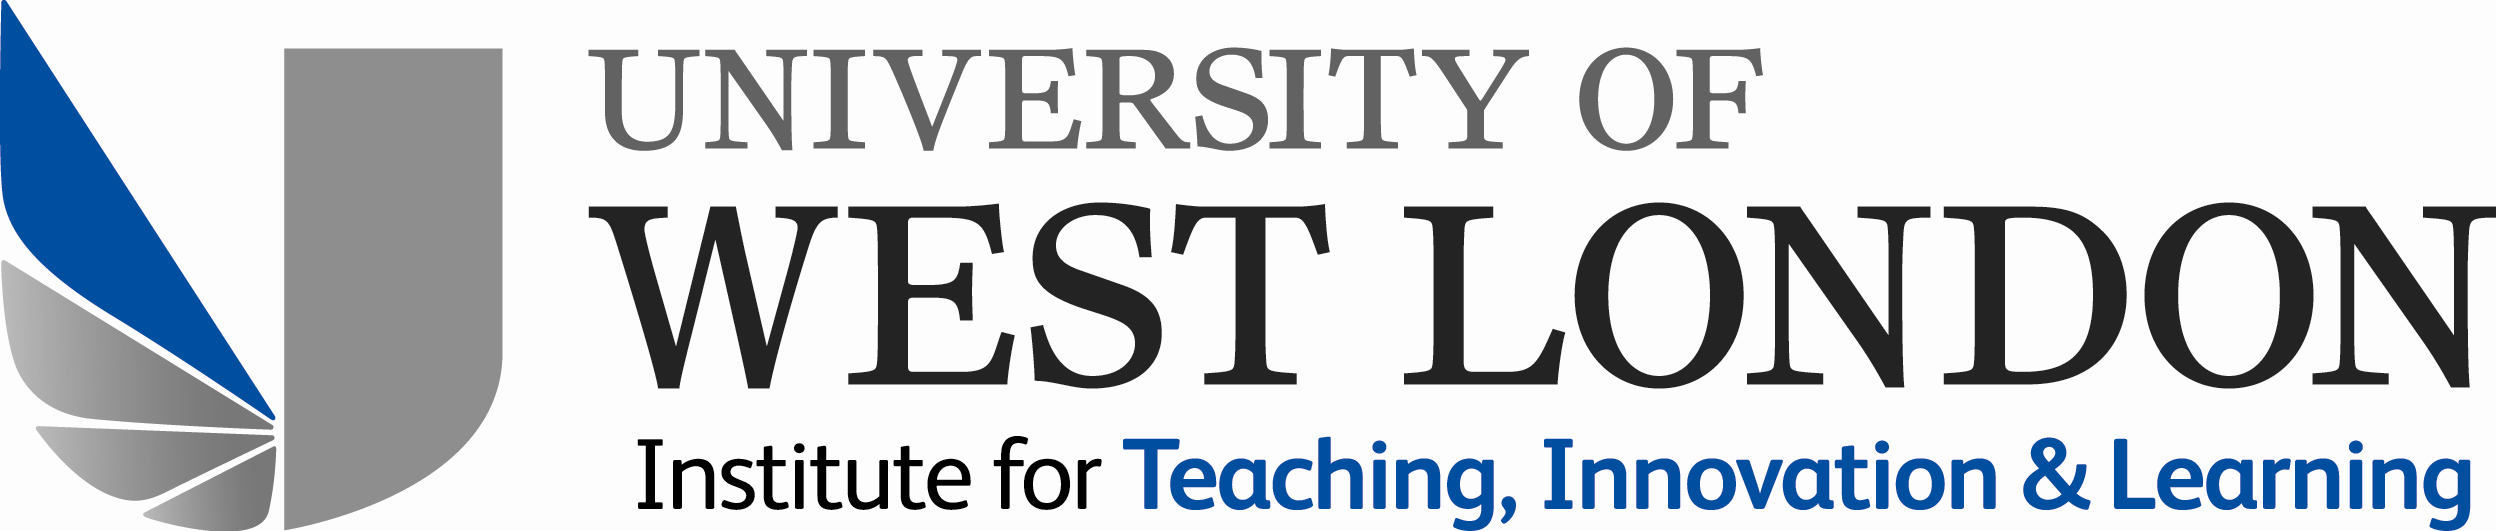 UNIVERSITY OF
WEST LONDON
Institute for Teaching, Innovation & Learning